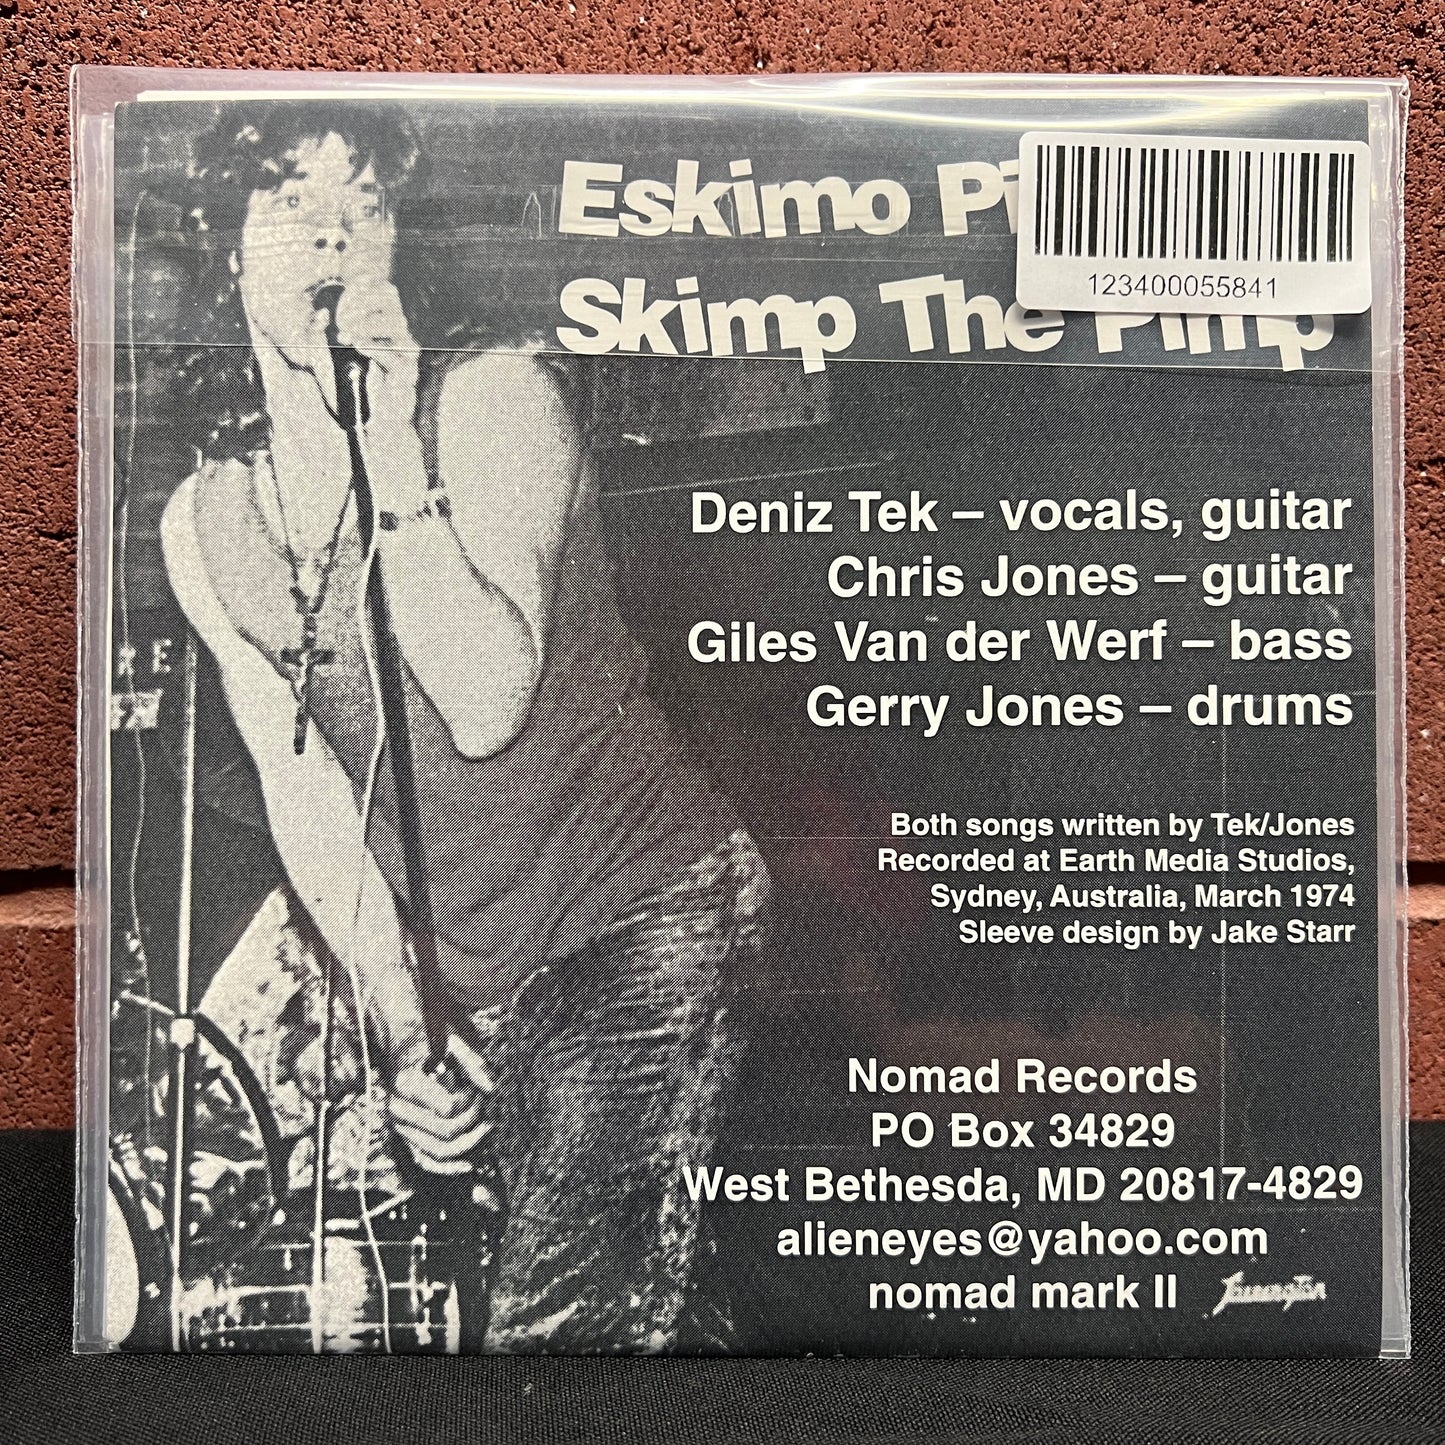 Eskimo
123400055841
Skimp The Pimp
Deniz Tek – vocals, guitar
Chris Jones – guitar
Giles Van der Werf – bass
Gerry Jones – drums
Both songs written by Tek/Jones
Recorded at Earth Media Studios,
Sydney, Australia, March 1974
Sleeve design by Jake Starr
Nomad Records
PO Box 34829
West Bethesda, MD 20817-4829
alieneyes@yahoo.com
nomad mark II